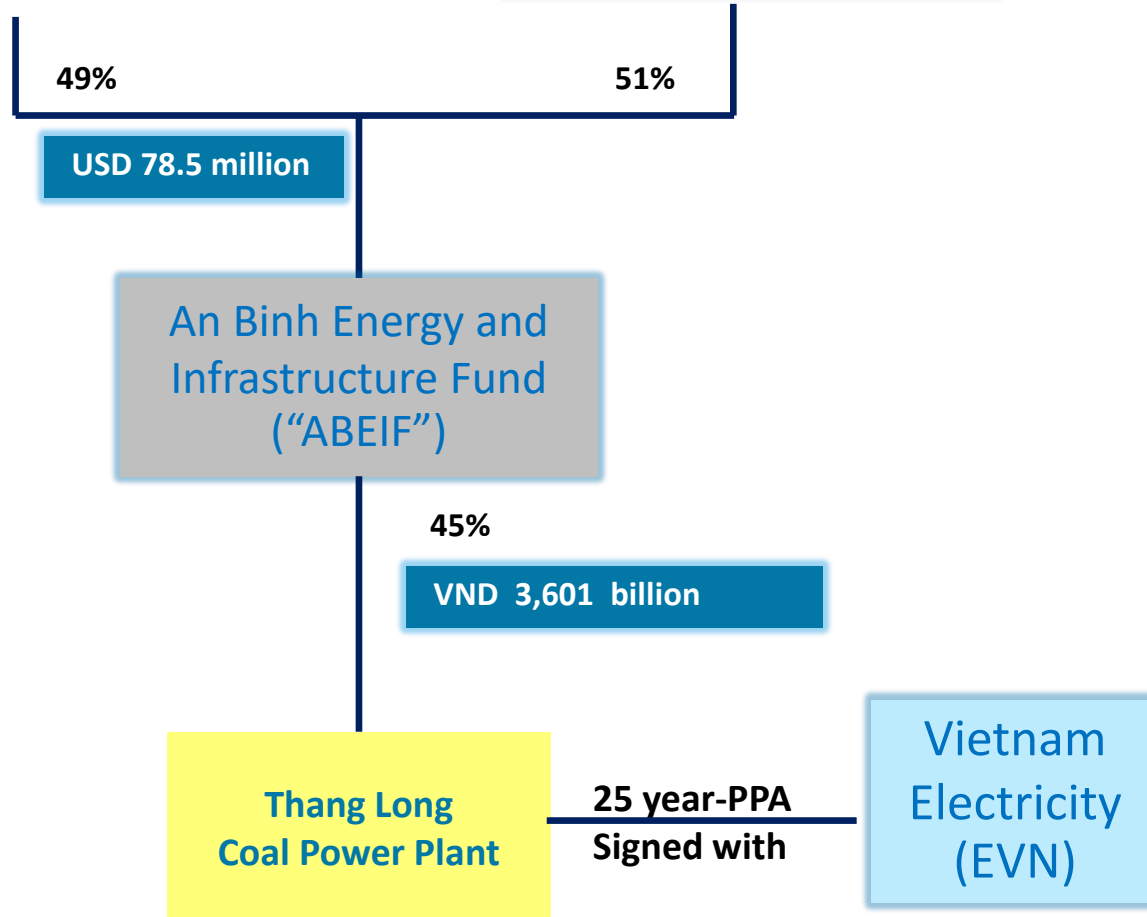 49%
51%
USD 78.5 million
An Binh Energy and
Infrastructure Fund
(“ABEIF”)
45%
VND 3,601 billion
Thang Long
Coal Power Plant
25 year-PPA
Signed with
Vietnam
Electricity
(EVN)